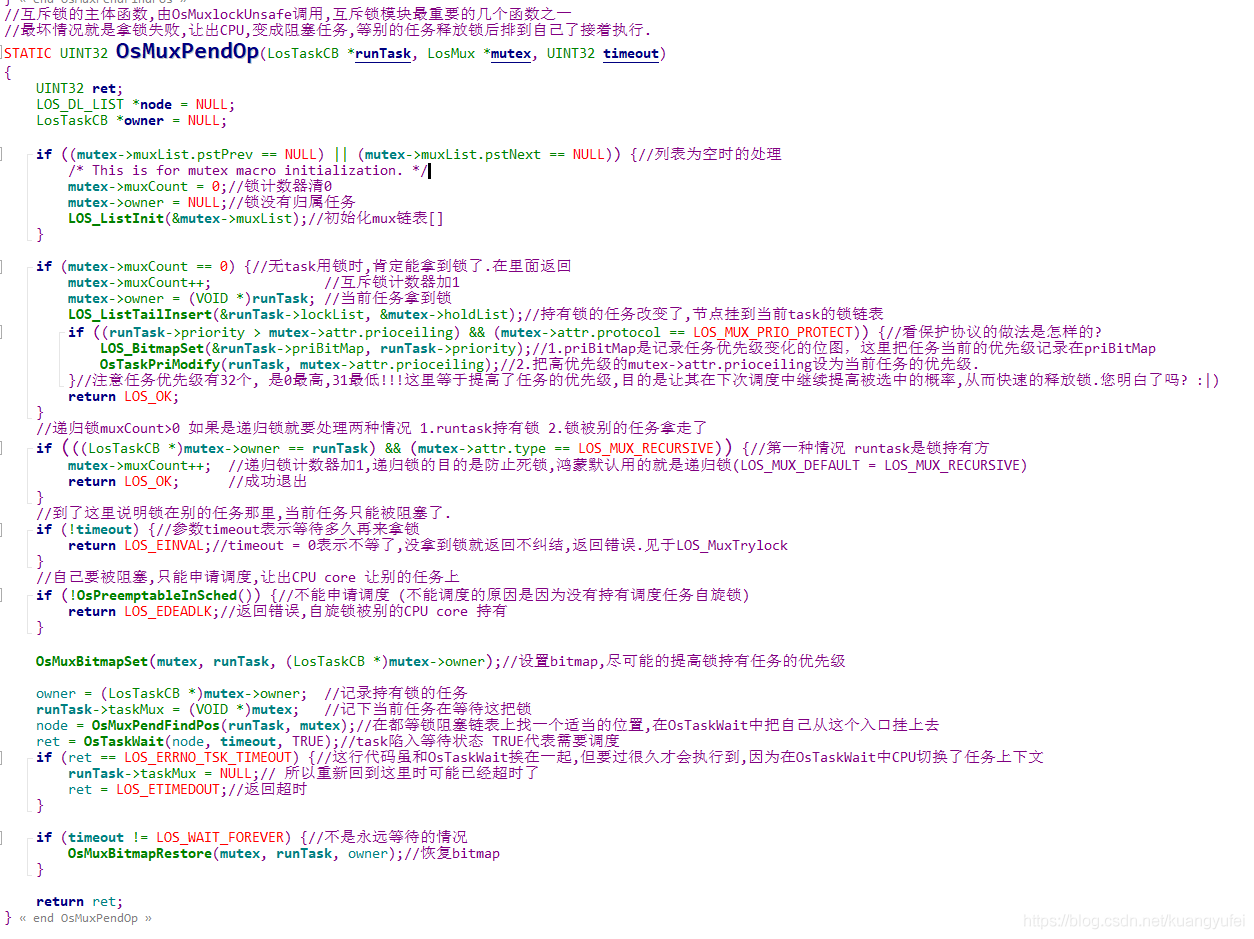 //互斥锁的主体函数,由OsMuxlockUnsafe调用,互斥锁模块最重要的几个函数之一
//最坏情况就是拿锁失败,让出CPU,变成阻塞任务,等别的任务释放锁后排到自己了接着执行.
STATIC UINT32 OsMuxPendOp(LosTaskCB *runTask, LosMux *mutex, UINT32 timeout)
{
    UINT32 ret;
    LOS_DL_LIST *node = NULL;
    LosTaskCB *owner = NULL;
    if ((mutex->muxList.pstPrev == NULL) || (mutex->muxList.pstNext == NULL)) {//列表为空时的处理
        /* This is for mutex macro initialization. */
        mutex->muxCount = 0;//锁计数器清0
        mutex->owner = NULL;//锁没有归属任务
        LOS_ListInit(&mutex->muxList);//初始化mux链表[]
    }
    if (mutex->muxCount == 0) {//无task用锁时,肯定能拿到锁了.在里面返回
        mutex->muxCount++;              //互斥锁计数器加1
        mutex->owner = (VOID *)runTask; //当前任务拿到锁
        LOS_ListTailInsert(&runTask->lockList, &mutex->holdList);//持有锁的任务改变了,节点挂到当前task的锁链表
        if ((runTask->priority > mutex->attr.prioceiling) && (mutex->attr.protocol == LOS_MUX_PRIO_PROTECT)) {//看保护协议的做法是怎样的?
            LOS_BitmapSet(&runTask->priBitMap, runTask->priority);//1.priBitMap是记录任务优先级变化的位图, 这里把任务当前的优先级记录在priBitMap
            OsTaskPriModify(runTask, mutex->attr.prioceiling);//2.把高优先级的mutex->attr.prioceiling设为当前任务的优先级.
        }//注意任务优先级有32个, 是0最高,31最低!!!这里等于提高了任务的优先级,目的是让其在下次调度中继续提高被选中的概率,从而快速的释放锁.您明白了吗? :|)
        return LOS_OK;
    }
    //递归锁muxCount>0 如果是递归锁就要处理两种情况 1.runtask持有锁 2.锁被别的任务拿走了
    if (((LosTaskCB *)mutex->owner == runTask) && (mutex->attr.type == LOS_MUX_RECURSIVE)) {//第一种情况 runtask是锁持有方
        mutex->muxCount++;  //递归锁计数器加1,递归锁的目的是防止死锁,鸿蒙默认用的就是递归锁(LOS_MUX_DEFAULT = LOS_MUX_RECURSIVE)
        return LOS_OK;      //成功退出
    }
    //到了这里说明锁在别的任务那里,当前任务只能被阻塞了.
    if (!timeout) {//参数timeout表示等待多久再来拿锁
        return LOS_EINVAL;//timeout = 0表示不等了,没拿到锁就返回不纠结,返回错误.见于LOS_MuxTrylock
    }
    //自己要被阻塞,只能申请调度,让出CPU core 让别的任务上
    if (!OsPreemptableInSched()) {//不能申请调度 (不能调度的原因是因为没有持有调度任务自旋锁)
        return LOS_EDEADLK;//返回错误,自旋锁被别的CPU core 持有
    }
    OsMuxBitmapSet(mutex, runTask, (LosTaskCB *)mutex->owner);//设置bitmap,尽可能的提高锁持有任务的优先级
    owner = (LosTaskCB *)mutex->owner;  //记录持有锁的任务
    runTask->taskMux = (VOID *)mutex;   //记下当前任务在等待这把锁
    node = OsMuxPendFindPos(runTask, mutex);//在都等锁阻塞链表上找一个适当的位置,在OsTaskWait中把自己从这个入口挂上去
    ret = OsTaskWait(node, timeout, TRUE);//task陷入等待状态 TRUE代表需要调度
    if (ret == LOS_ERRNO_TSK_TIMEOUT) {//这行代码虽和OsTaskWait挨在一起,但要过很久才会执行到,因为在OsTaskWait中CPU切换了任务上下文
        runTask->taskMux = NULL;// 所以重新回到这里时可能已经超时了
        ret = LOS_ETIMEDOUT;//返回超时
    }
    if (timeout != LOS_WAIT_FOREVER) {//不是永远等待的情况
        OsMuxBitmapRestore(mutex, runTask, owner);//恢复bitmap
    }
    return ret;
} « end OsMuxPendOp »
https://blog.csdn.net/kuangyufei